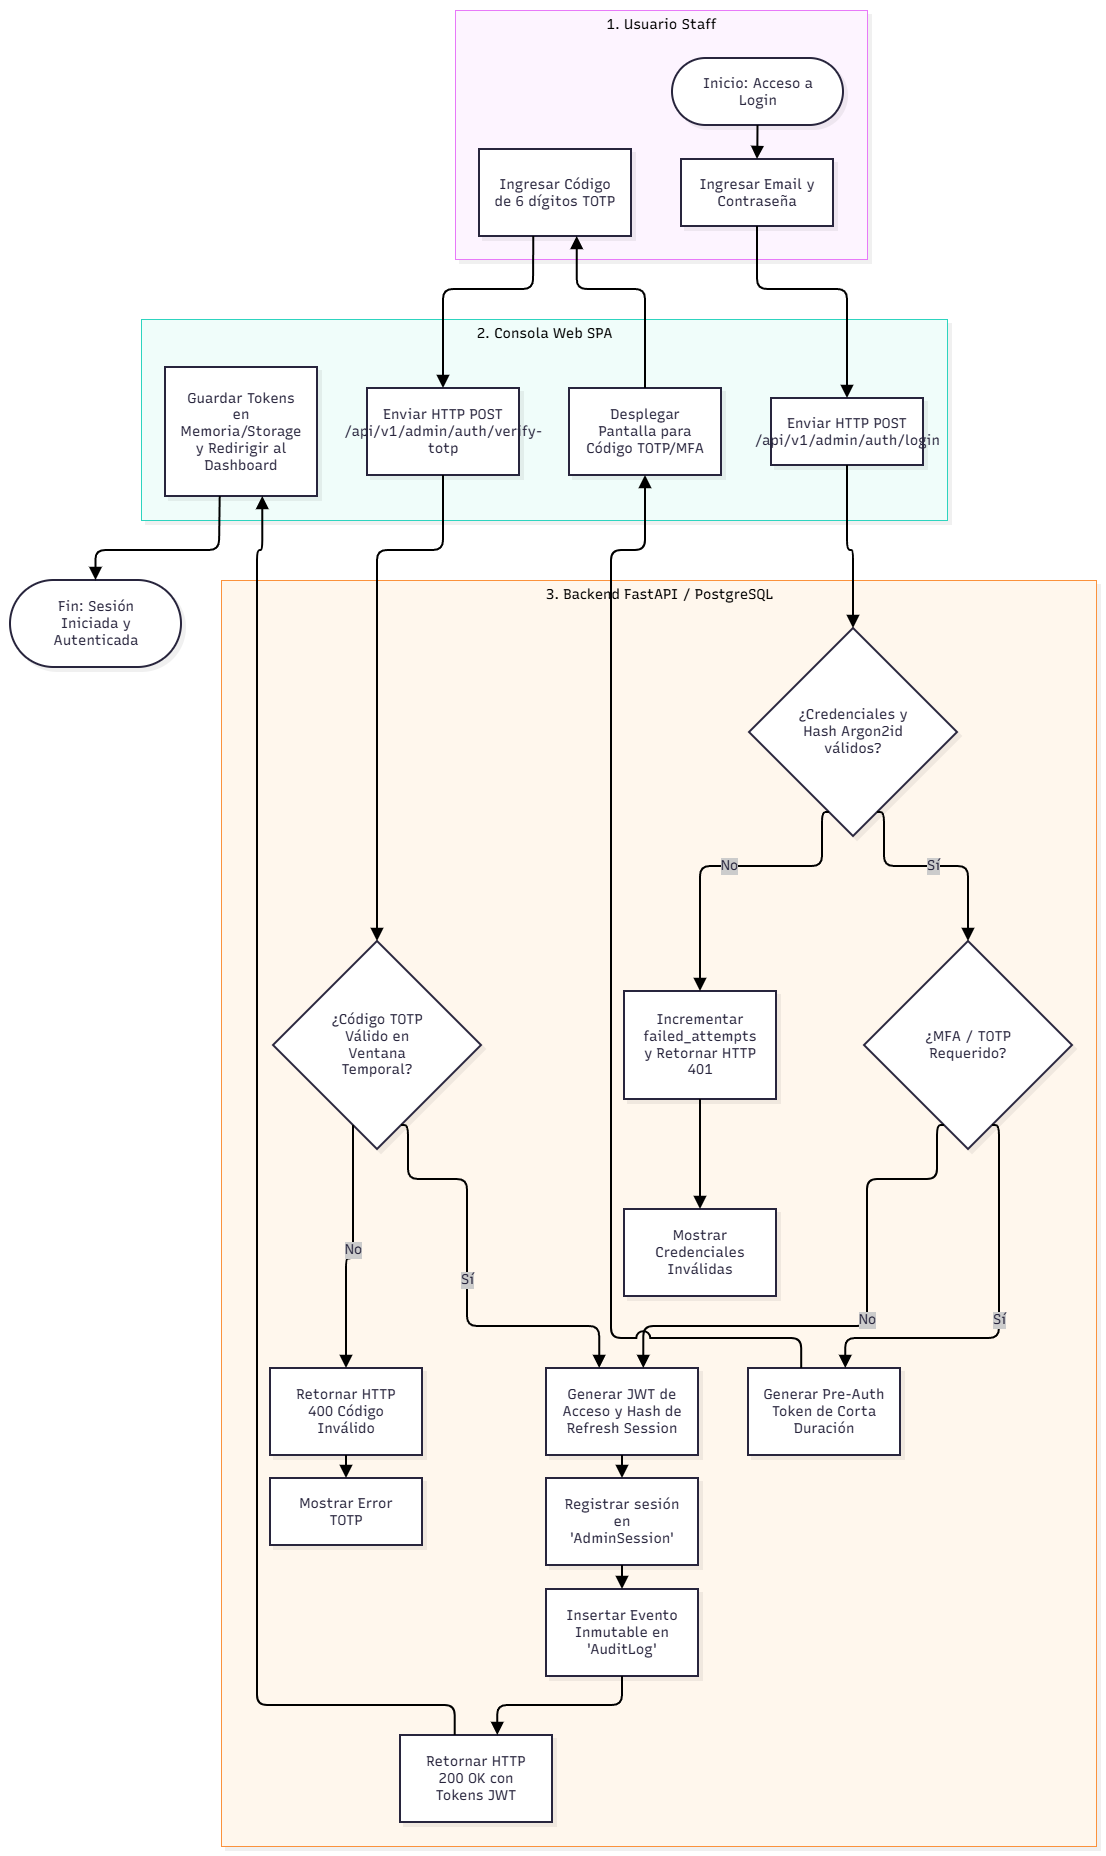 1. Usuario Staff
Inicio: Acceso a
Login
Ingresar Código
de 6 dígitos TOTP
Ingresar Email y
Contraseña
2. Consola Web SPA
Guardar Tokens
en
Memoria/Storage
y Redirigir al
Dashboard
Enviar HTTP POST
/api/v1/admin/auth/verify-
totp
Desplegar
Pantalla para
Código TOTP/MFA
Enviar HTTP POST
/api/v1/admin/auth/login
Fin: Sesión
Iniciada y
Autenticada
3. Backend FastAPI / PostgreSQL
¿Credenciales y
Hash Argon2id
válidos?
No
Sí
¿Código TOTP
Válido en
Ventana
Temporal?
Incrementar
failed_attempts
y Retornar HTTP
401
¿MFA / TOTP
Requerido?
Mostrar
Credenciales
Inválidas
No
Sí
No
Sí
Retornar HTTP
400 Código
Inválido
Generar JWT de
Acceso y Hash de
Refresh Session
Generar Pre-Auth
Token de Corta
Duración
Mostrar Error
TOTP
Registrar sesión
en
'AdminSession'
Insertar Evento
Inmutable en
'AuditLog'
Retornar HTTP
200 OK con
Tokens JWT